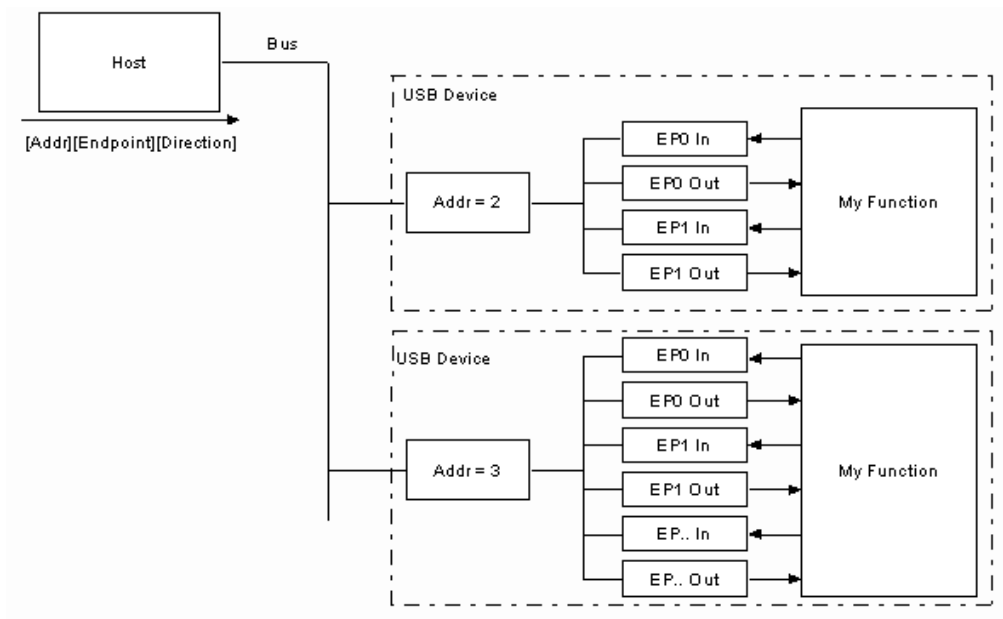 Host
Bus
[Addr][Endpoint][Direction]
USB Device
Addr = 2
EP0 In
EP0 Out
EP1 In
EP1 Out
My Function
USB Device
Addr = 3
EP0 In
EP0 Out
EP1 In
EP1 Out
EP.. In
EP.. Out
My Function